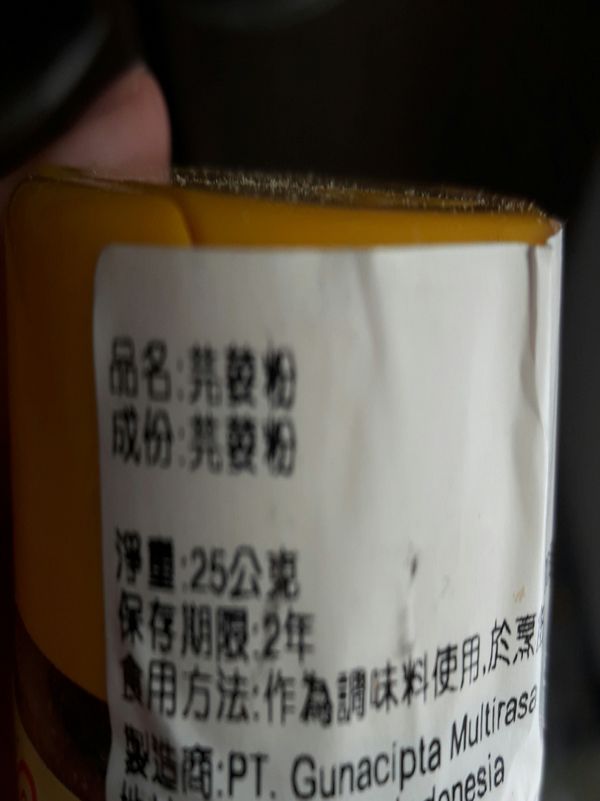 品名:芫荽粉
成份:芫荽粉
淨重:25公克
保存期限:2年
食用方法:作為調味料使用,於烹
製造商:PT. Gunacipta Multirasa
donesia